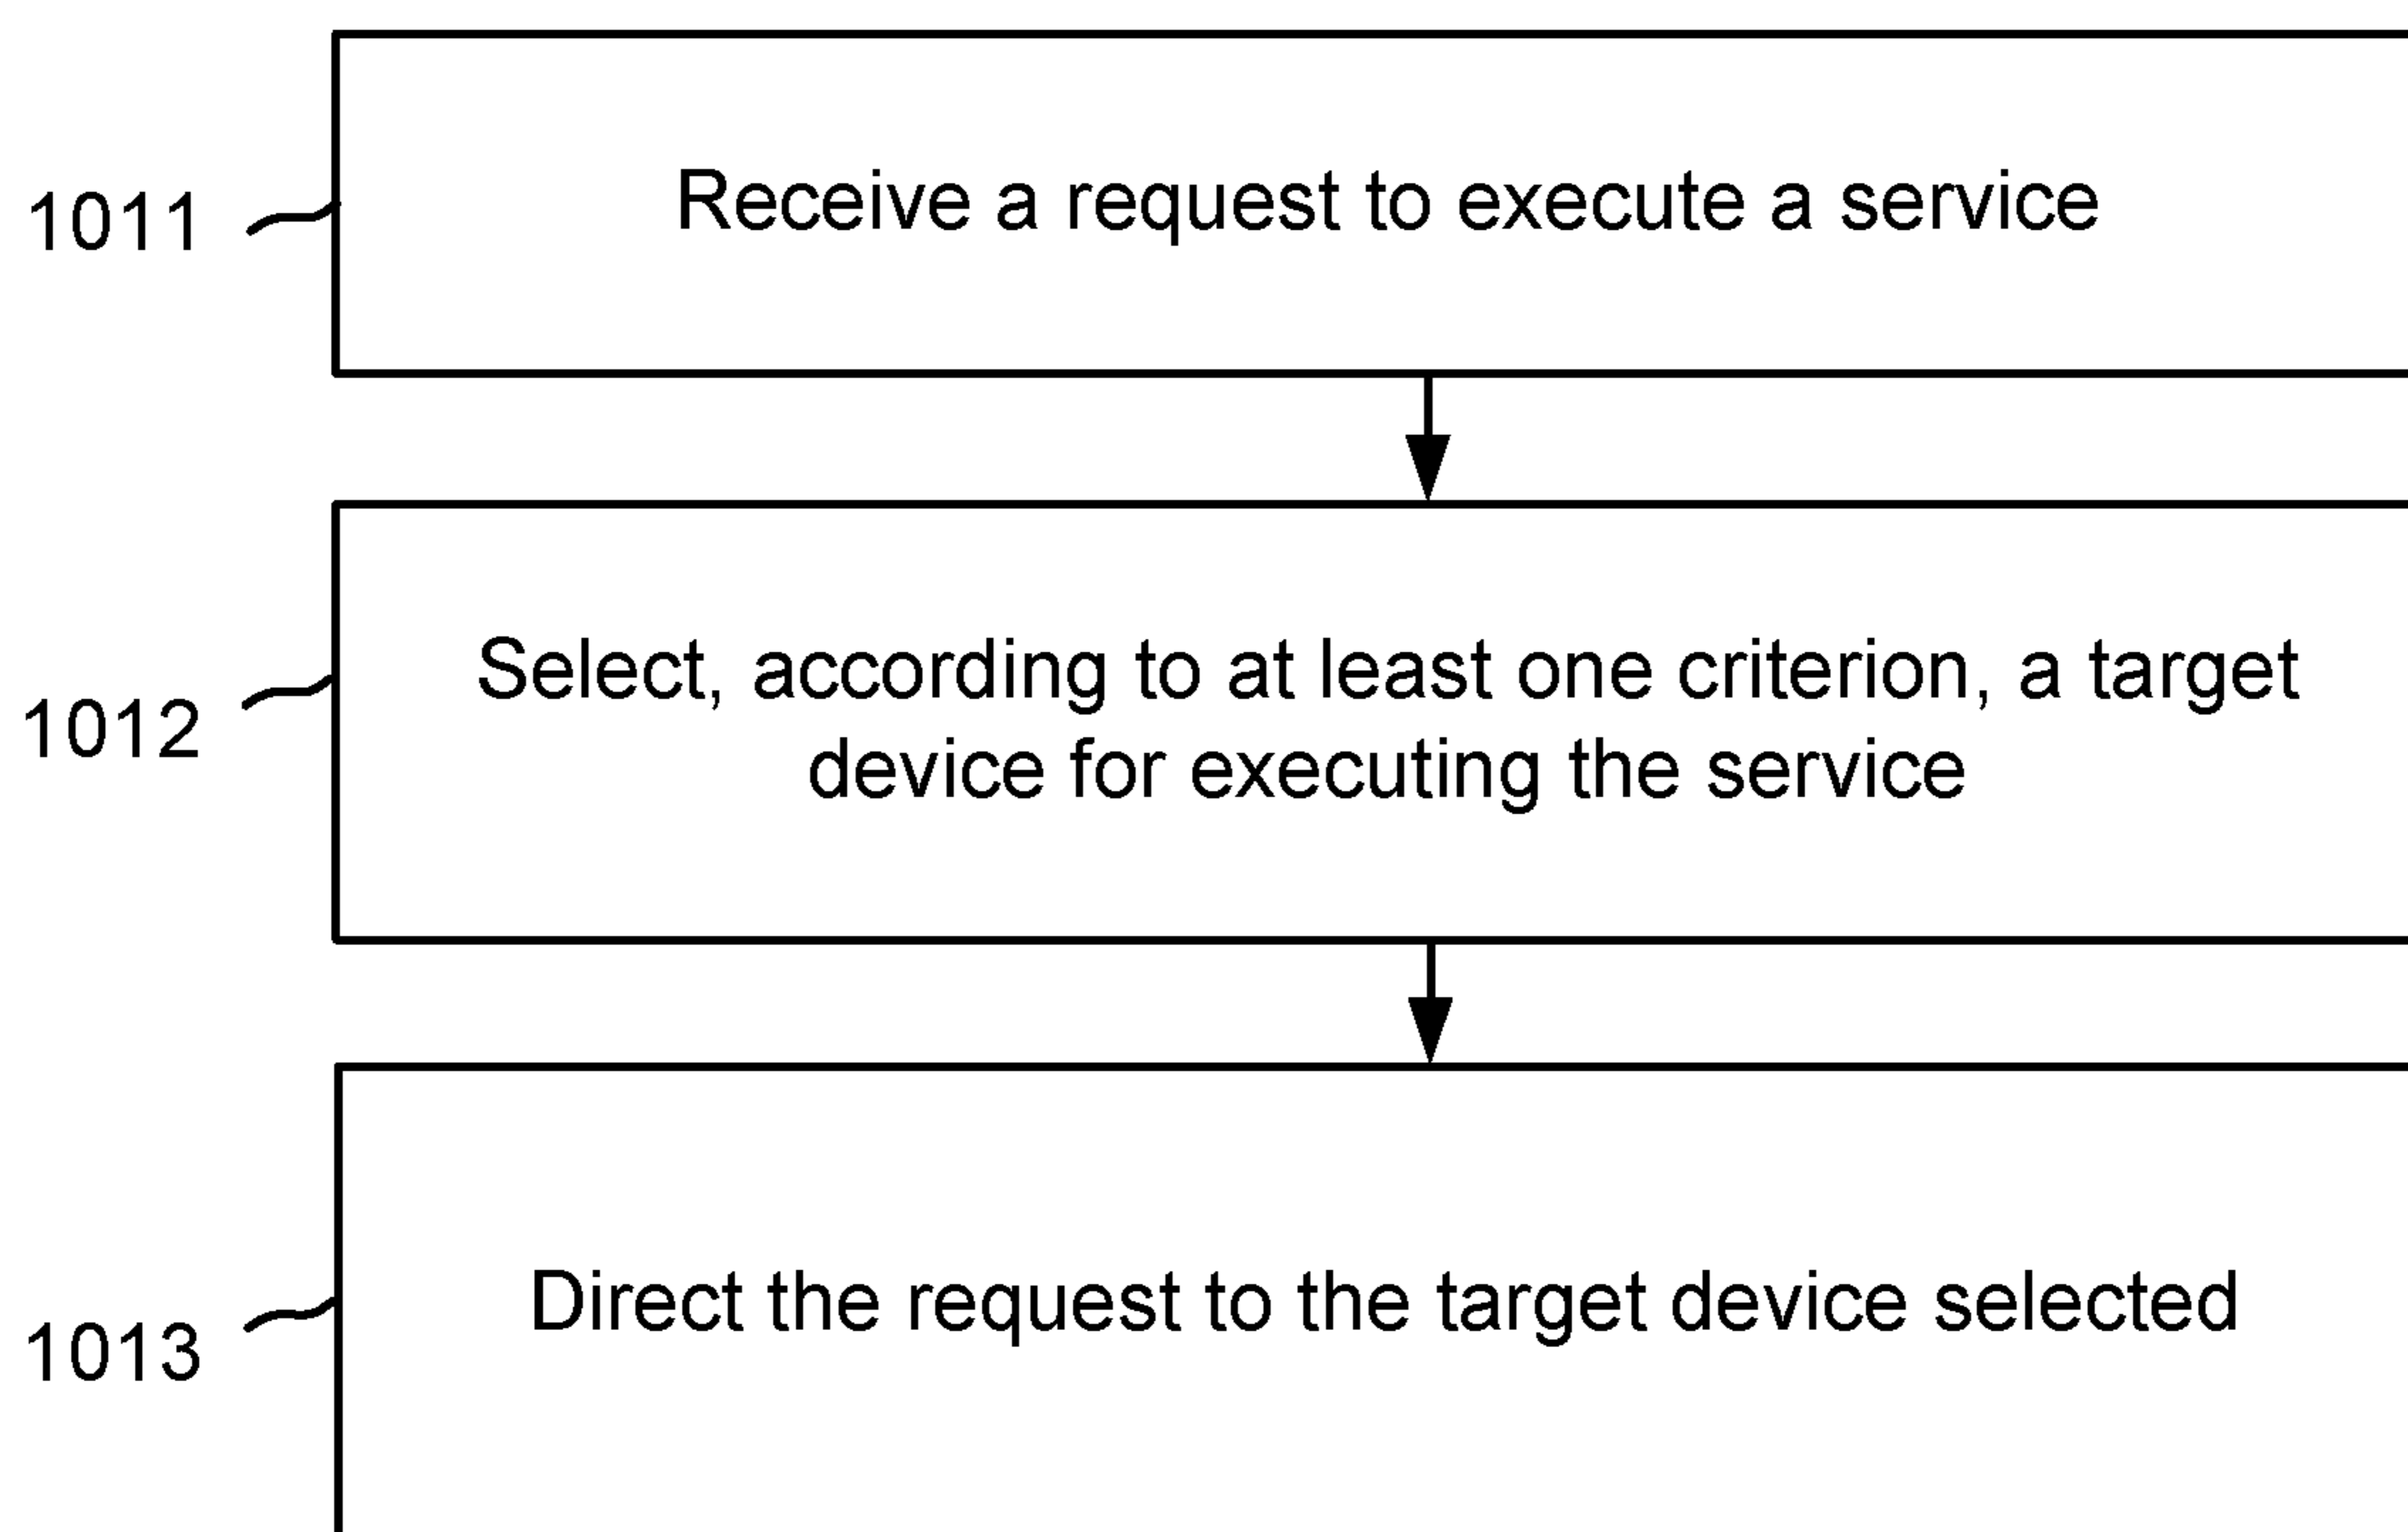 1011
Receive a request to execute a service
1012
Select, according to at least one criterion, a target
device for executing the service
1013
Direct the request to the target device selected